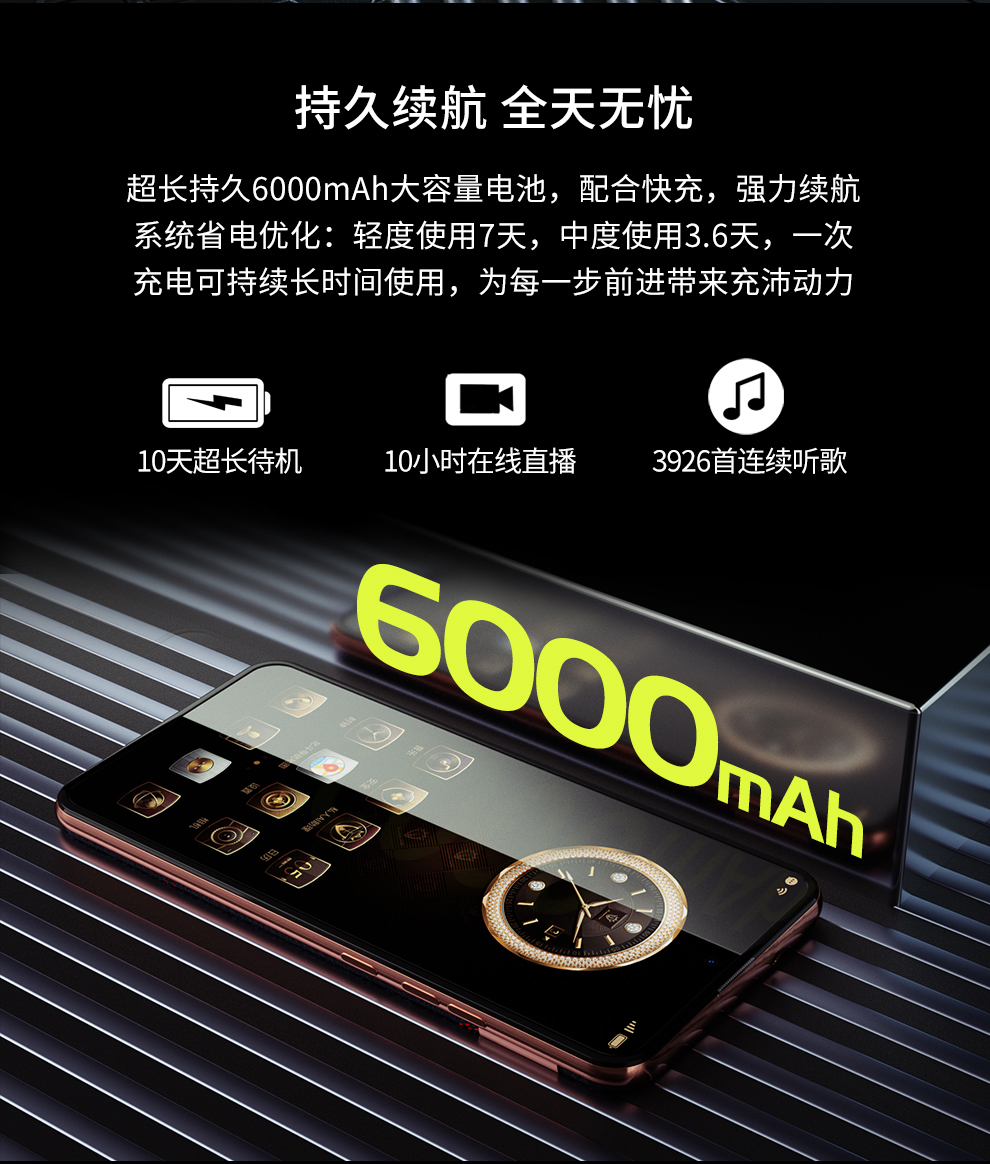 持久续航 全天无忧
超长持久6000mAh大容量电池，配合快充，强力续航
系统省电优化：轻度使用7天，中度使用3.6天，一次
充电可持续长时间使用，为每一步前进带来充沛动力
10天超长待机
10小时在线直播
3926首连续听歌
6000mAh